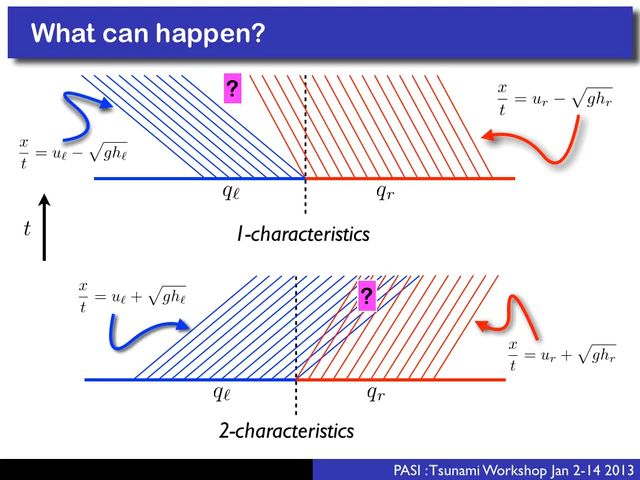 What can happen?
?
x/t = u_ℓ − √gh_ℓ
x/t = u_r − √gh_r
q_ℓ q_r
t
1-characteristics
x/t = u_ℓ + √gh_ℓ
?
x/t = u_r + √gh_r
q_ℓ q_r
2-characteristics
PASI : Tsunami Workshop Jan 2-14 2013